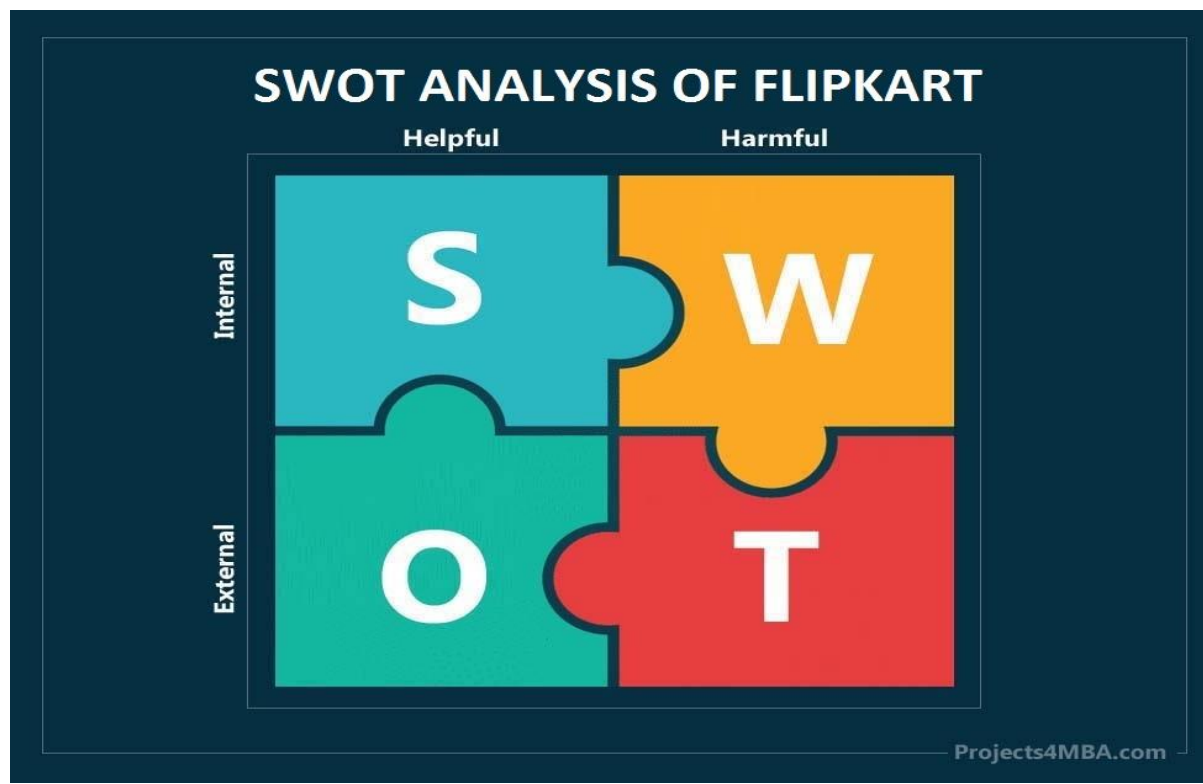 SWOT ANALYSIS OF FLIPKART
Helpful Harmful
Internal
S W
External
O T
Projects4MBA.com